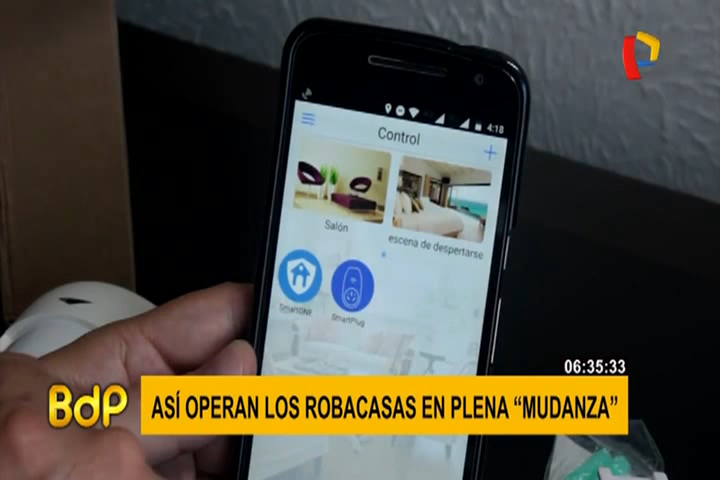 4:18
Control
Salón
escena de despertarse
SmartONE
SmartPlug
06:35:33
BdP
ASÍ OPERAN LOS ROBACASAS EN PLENA “MUDANZA”